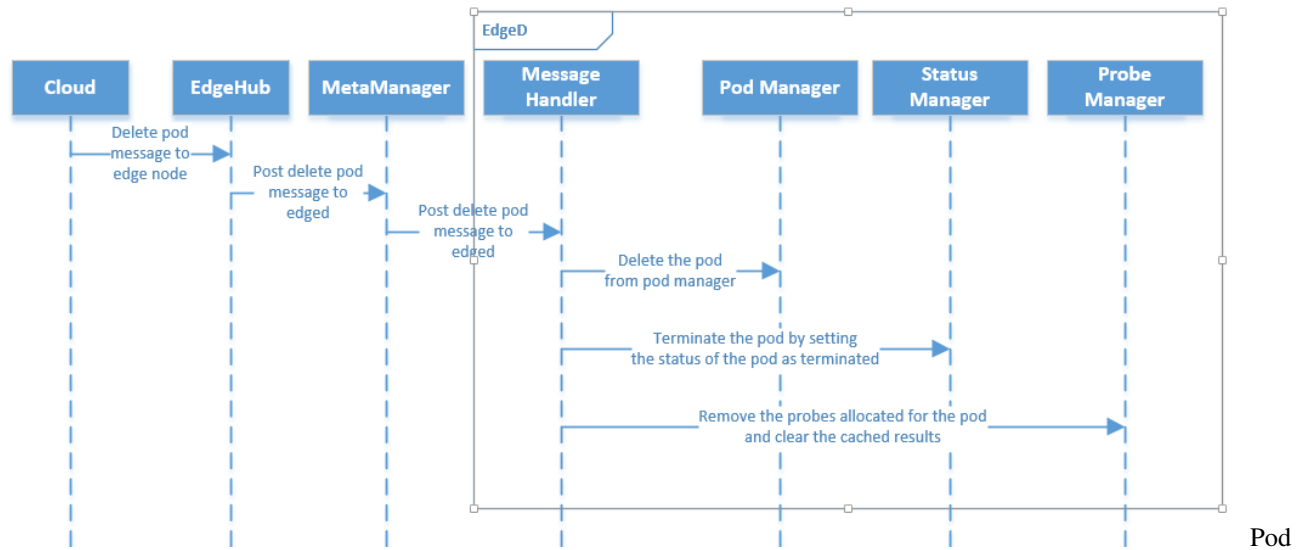 EdgeD
Cloud
EdgeHub
MetaManager
Message
Handler
Pod Manager
Status
Manager
Probe
Manager
Delete pod
message to
edge node
Post delete pod
message to
edged
Post delete pod
message to
edged
Delete the pod
from pod manager
Terminate the pod by setting
the status of the pod as terminated
Remove the probes allocated for the pod
and clear the cached results
Pod